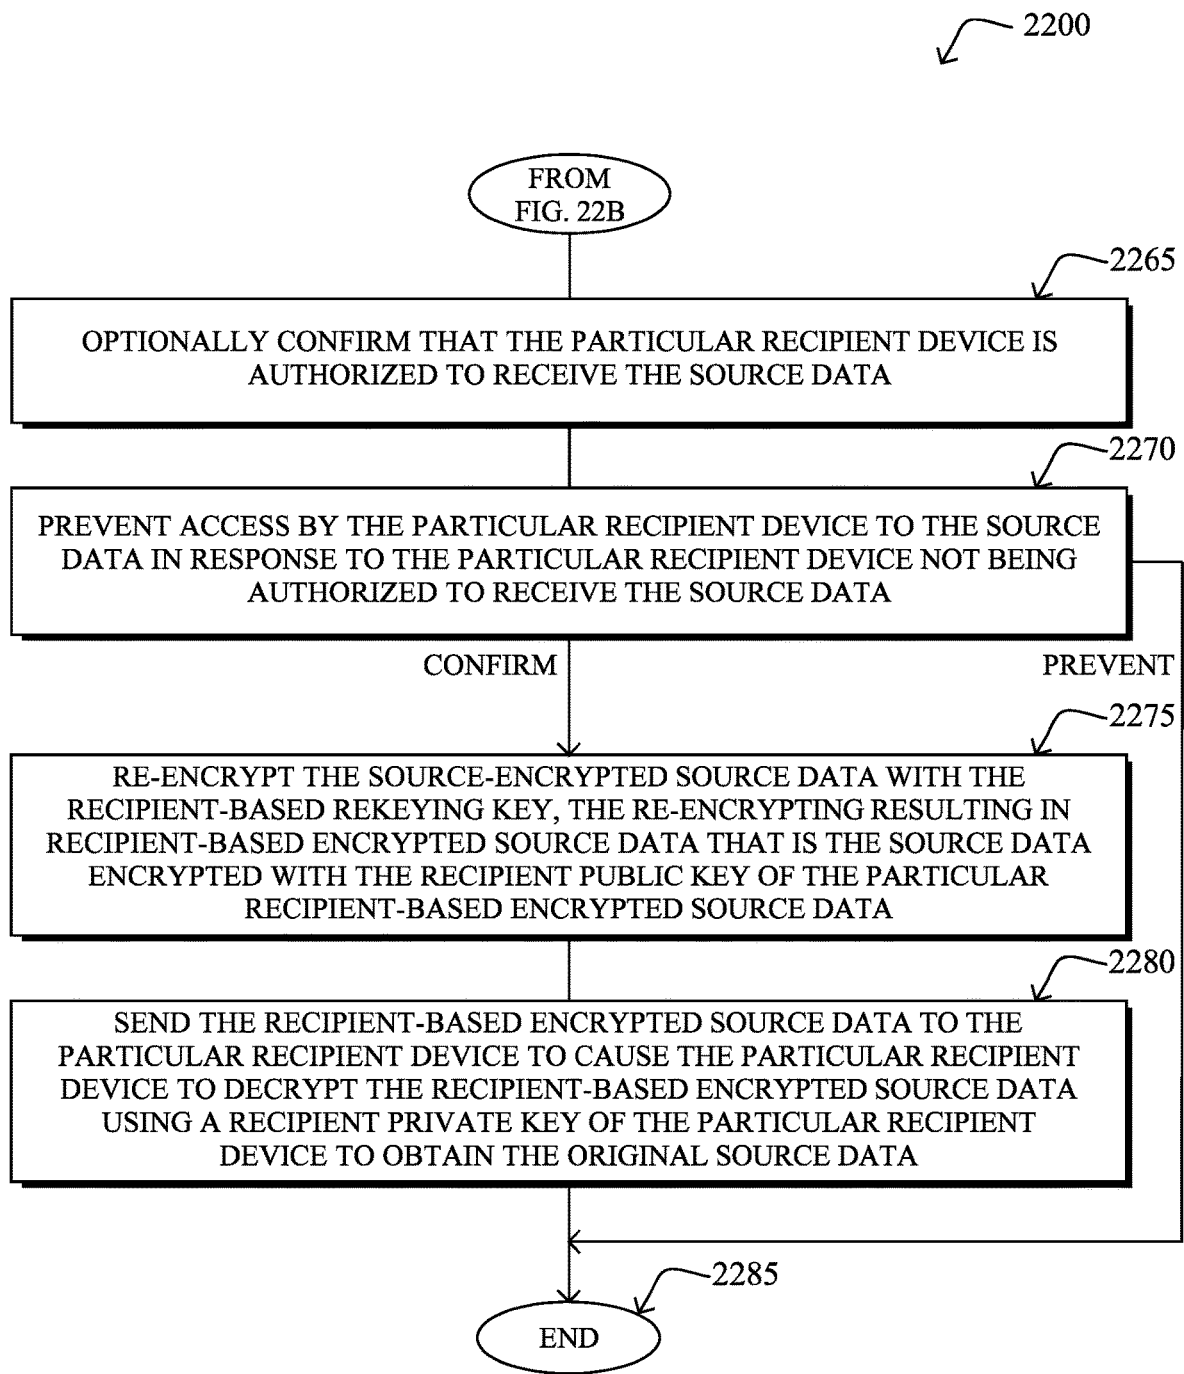 2200
FROM
FIG. 22B
2265
OPTIONALLY CONFIRM THAT THE PARTICULAR RECIPIENT DEVICE IS
AUTHORIZED TO RECEIVE THE SOURCE DATA
2270
PREVENT ACCESS BY THE PARTICULAR RECIPIENT DEVICE TO THE SOURCE
DATA IN RESPONSE TO THE PARTICULAR RECIPIENT DEVICE NOT BEING
AUTHORIZED TO RECEIVE THE SOURCE DATA
CONFIRM
PREVENT
2275
RE-ENCRYPT THE SOURCE-ENCRYPTED SOURCE DATA WITH THE
RECIPIENT-BASED REKEYING KEY, THE RE-ENCRYPTING RESULTING IN
RECIPIENT-BASED ENCRYPTED SOURCE DATA THAT IS THE SOURCE DATA
ENCRYPTED WITH THE RECIPIENT PUBLIC KEY OF THE PARTICULAR
RECIPIENT-BASED ENCRYPTED SOURCE DATA
2280
SEND THE RECIPIENT-BASED ENCRYPTED SOURCE DATA TO THE
PARTICULAR RECIPIENT DEVICE TO CAUSE THE PARTICULAR RECIPIENT
DEVICE TO DECRYPT THE RECIPIENT-BASED ENCRYPTED SOURCE DATA
USING A RECIPIENT PRIVATE KEY OF THE PARTICULAR RECIPIENT
DEVICE TO OBTAIN THE ORIGINAL SOURCE DATA
2285
END